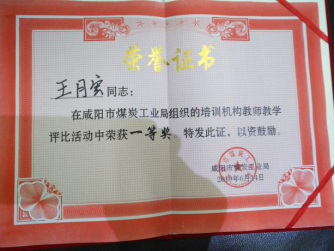 荣誉证书
王月宏同志：
在咸阳市煤炭工业局组织的培训机构教师教学
评比活动中荣获一等奖。特发此证，以资鼓励。
咸阳市煤炭工业局